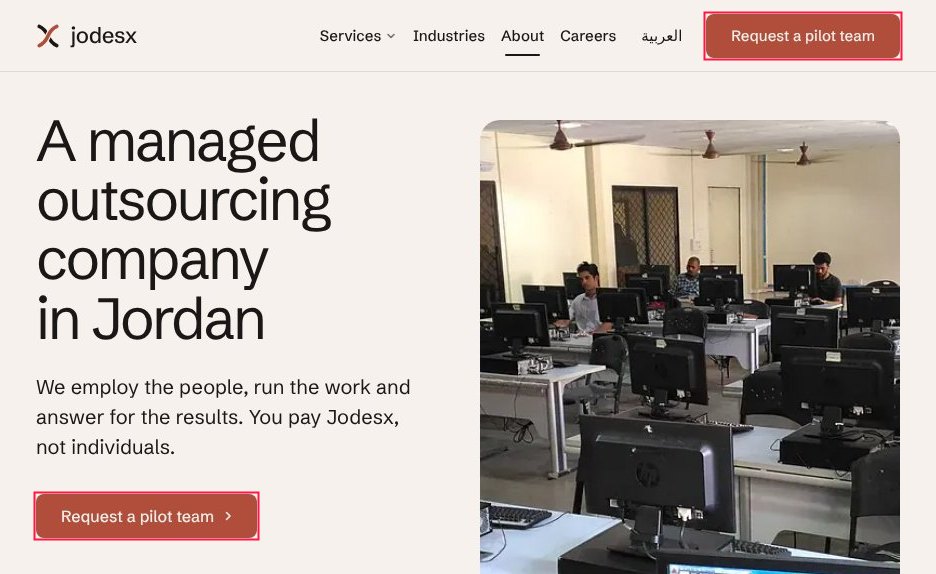 jodesx
Services
Industries
About
Careers
العربية
Request a pilot team
A managed
outsourcing
company
in Jordan
We employ the people, run the work and
answer for the results. You pay Jodesx,
not individuals.
Request a pilot team